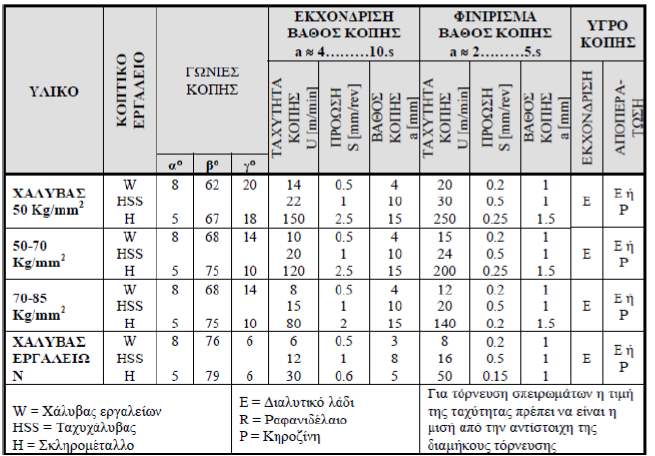 ΥΛΙΚΟ
ΚΟΠΤΙΚΟ
ΕΡΓΑΛΕΙΟ
ΓΩΝΙΕΣ
ΚΟΠΗΣ
ΕΚΧΟΝΔΡΙΣΗ
ΒΑΘΟΣ ΚΟΠΗΣ
a ≈ 4.........10.s
ΦΙΝΙΡΙΣΜΑ
ΒΑΘΟΣ ΚΟΠΗΣ
a ≈ 2.........5.s
ΥΓΡΟ
ΚΟΠΗΣ
αº βº γº
ΤΑΧΥΤΗΤΑ
ΚΟΠΗΣ
U [m/min]
ΠΡΟΩΣΗ
S [mm/rev]
ΒΑΘΟΣ
ΚΟΠΗΣ
a [mm]
ΤΑΧΥΤΗΤΑ
ΚΟΠΗΣ
U [m/min]
ΠΡΟΩΣΗ
S [mm/rev]
ΒΑΘΟΣ
ΚΟΠΗΣ
a [mm]
ΕΚΧΟΝΔΡΙΣΗ
ΑΠΟΠΕΡΑ-
ΤΩΣΗ
ΧΑΛΥΒΑΣ
50 Kg/mm²
W 8 62 20 14 0.5 4 20 0.2 1
HSS 22 1 10 30 0.5 1
H 5 67 18 150 2.5 15 250 0.25 1.5
E
E ή
P
50-70
Kg/mm²
W 8 68 14 10 0.5 4 15 0.2 1
HSS 20 1 10 24 0.5 1
H 5 75 10 120 2.5 15 200 0.25 1.5
E
E ή
P
70-85
Kg/mm²
W 8 68 14 8 0.5 4 12 0.2 1
HSS 15 1 10 20 0.5 1
H 5 75 10 80 2 15 140 0.2 1.5
E
E ή
P
ΧΑΛΥΒΑΣ
ΕΡΓΑΛΕΙΩ
Ν
W 8 76 6 6 0.5 3 8 0.2 1
HSS 12 1 8 16 0.5 1
H 5 79 6 30 0.6 5 50 0.15 1
E
E ή
P
W = Χάλυβας εργαλείων
HSS = Ταχυχάλυβας
H = Σκληρομέταλλο
E = Διαλυτικό λάδι
R = Ραφανιδέλαιο
P = Κηροζίνη
Για τόρνευση σπειρωμάτων η τιμή
της ταχύτητας πρέπει να είναι η
μισή από την αντίστοιχη της
διαμήκους τόρνευσης